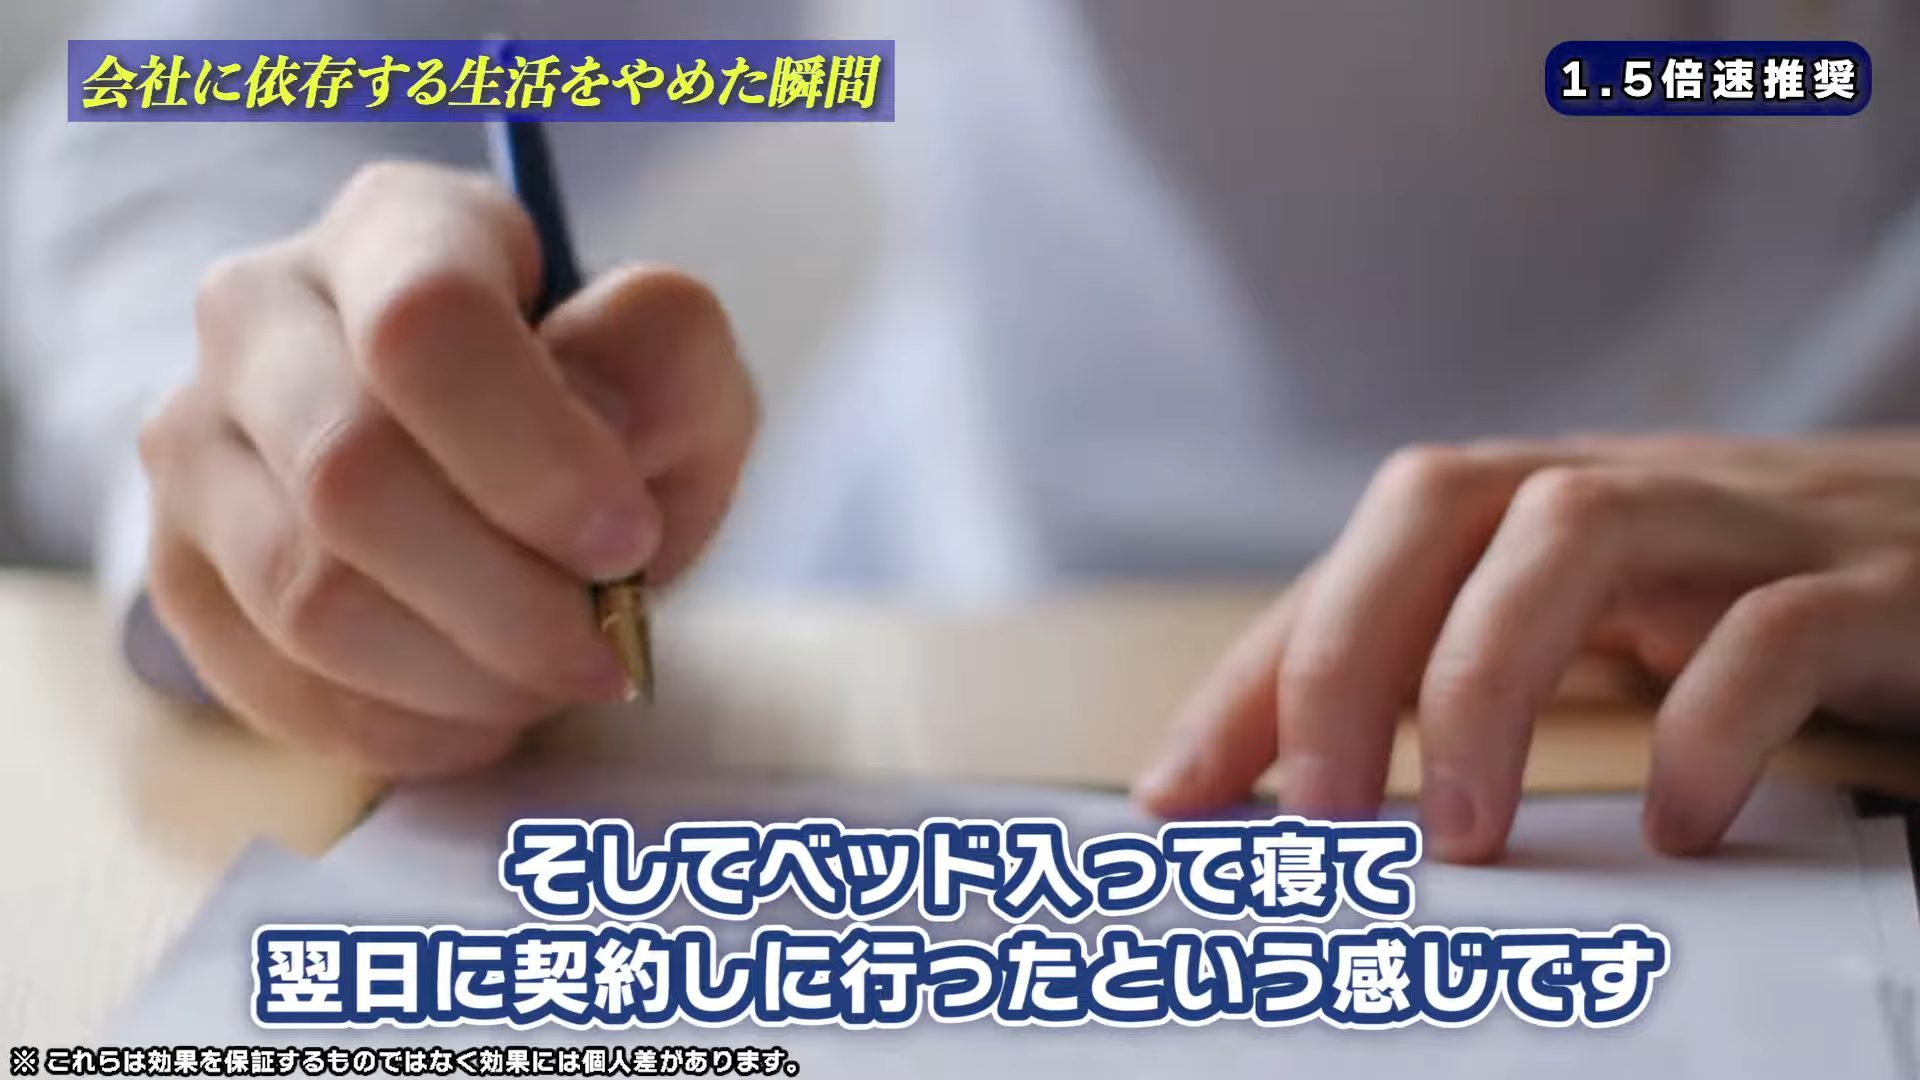 会社に依存する生活をやめた瞬間
1.5倍速推奨
そしてベッド入って寝て
翌日に契約しに行ったという感じです
※ これらは効果を保証するものではなく効果には個人差があります。